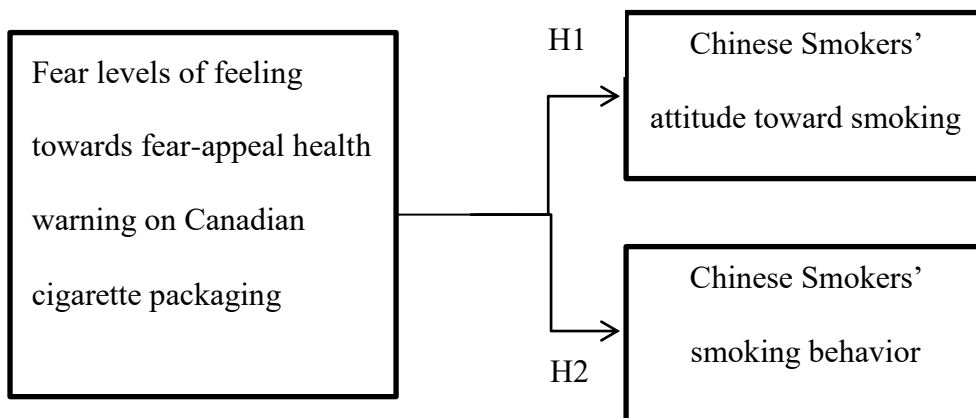 Fear levels of feeling
towards fear-appeal health
warning on Canadian
cigarette packaging
H1
Chinese Smokers’
attitude toward smoking
H2
Chinese Smokers’
smoking behavior